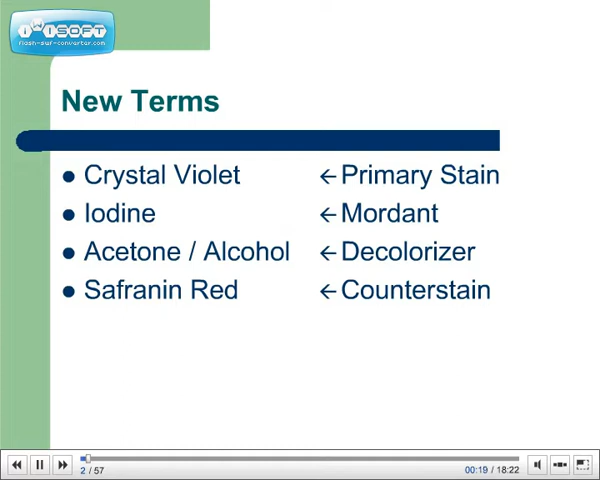 iWiSOFT
flash-swf-converter.com
New Terms
● Crystal Violet ← Primary Stain
● Iodine ← Mordant
● Acetone / Alcohol ← Decolorizer
● Safranin Red ← Counterstain
2 / 57 00:19 / 18:22